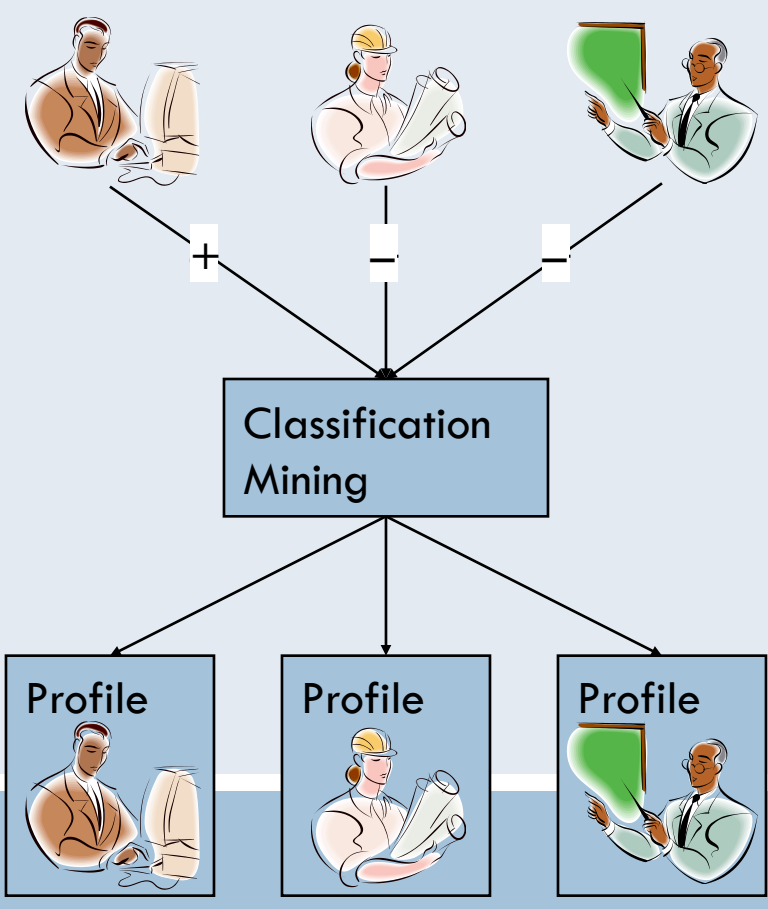 + – –
Classification
Mining
Profile Profile Profile